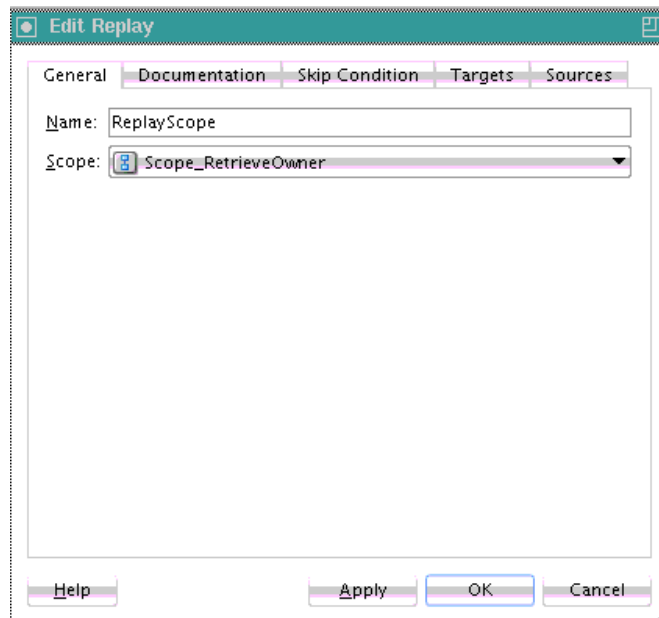 Edit Replay
General Documentation Skip Condition Targets Sources
Name: ReplayScope
Scope: Scope_RetrieveOwner
Help Apply OK Cancel